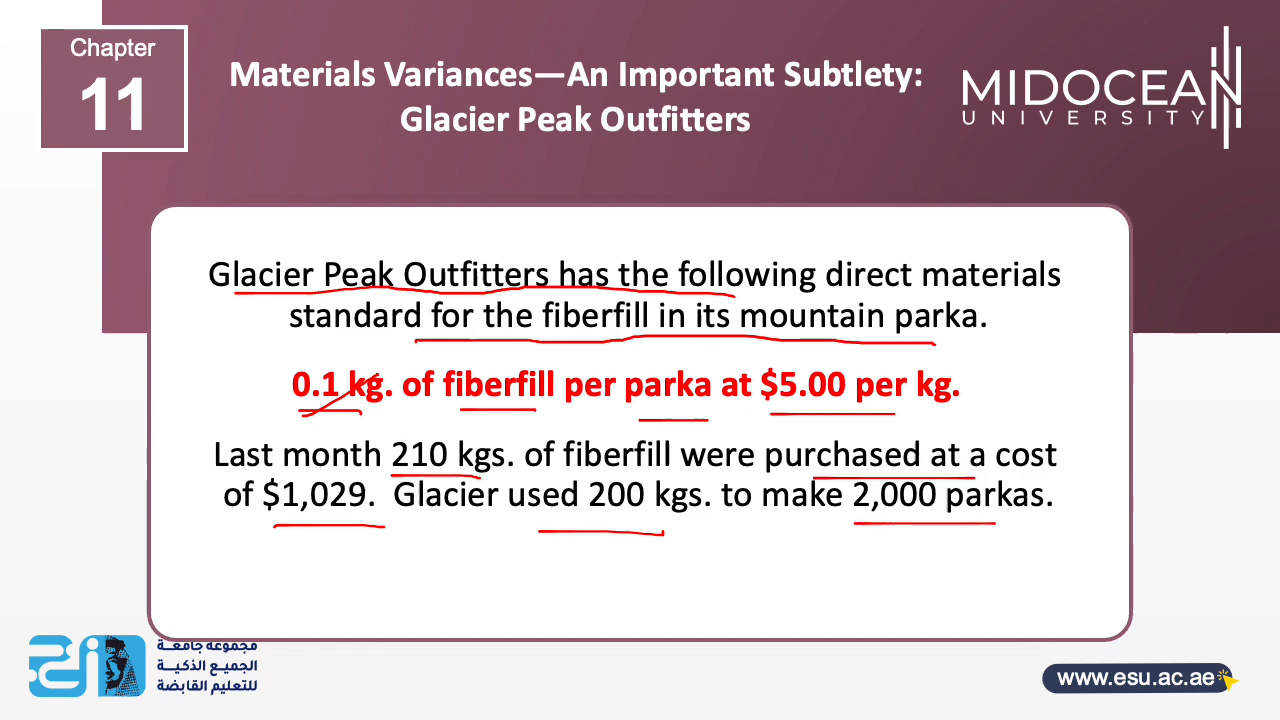 Chapter
11
Materials Variances—An Important Subtlety:
Glacier Peak Outfitters
MIDOCEAN
UNIVERSITY
Glacier Peak Outfitters has the following direct materials
standard for the fiberfill in its mountain parka.
0.1 kg. of fiberfill per parka at $5.00 per kg.
Last month 210 kgs. of fiberfill were purchased at a cost
of $1,029. Glacier used 200 kgs. to make 2,000 parkas.
مجموعة جامعة
الجميع الذكية
للتعليم القابضة
www.esu.ac.ae